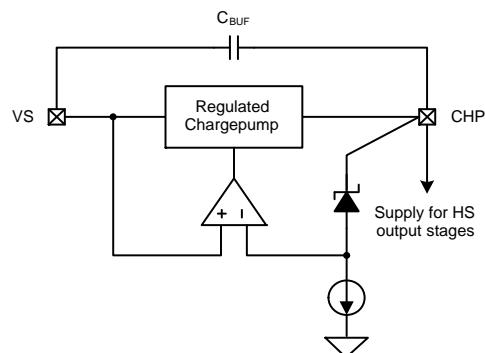 CBUF
VS
Regulated
Chargepump
CHP
+ –
Supply for HS
output stages